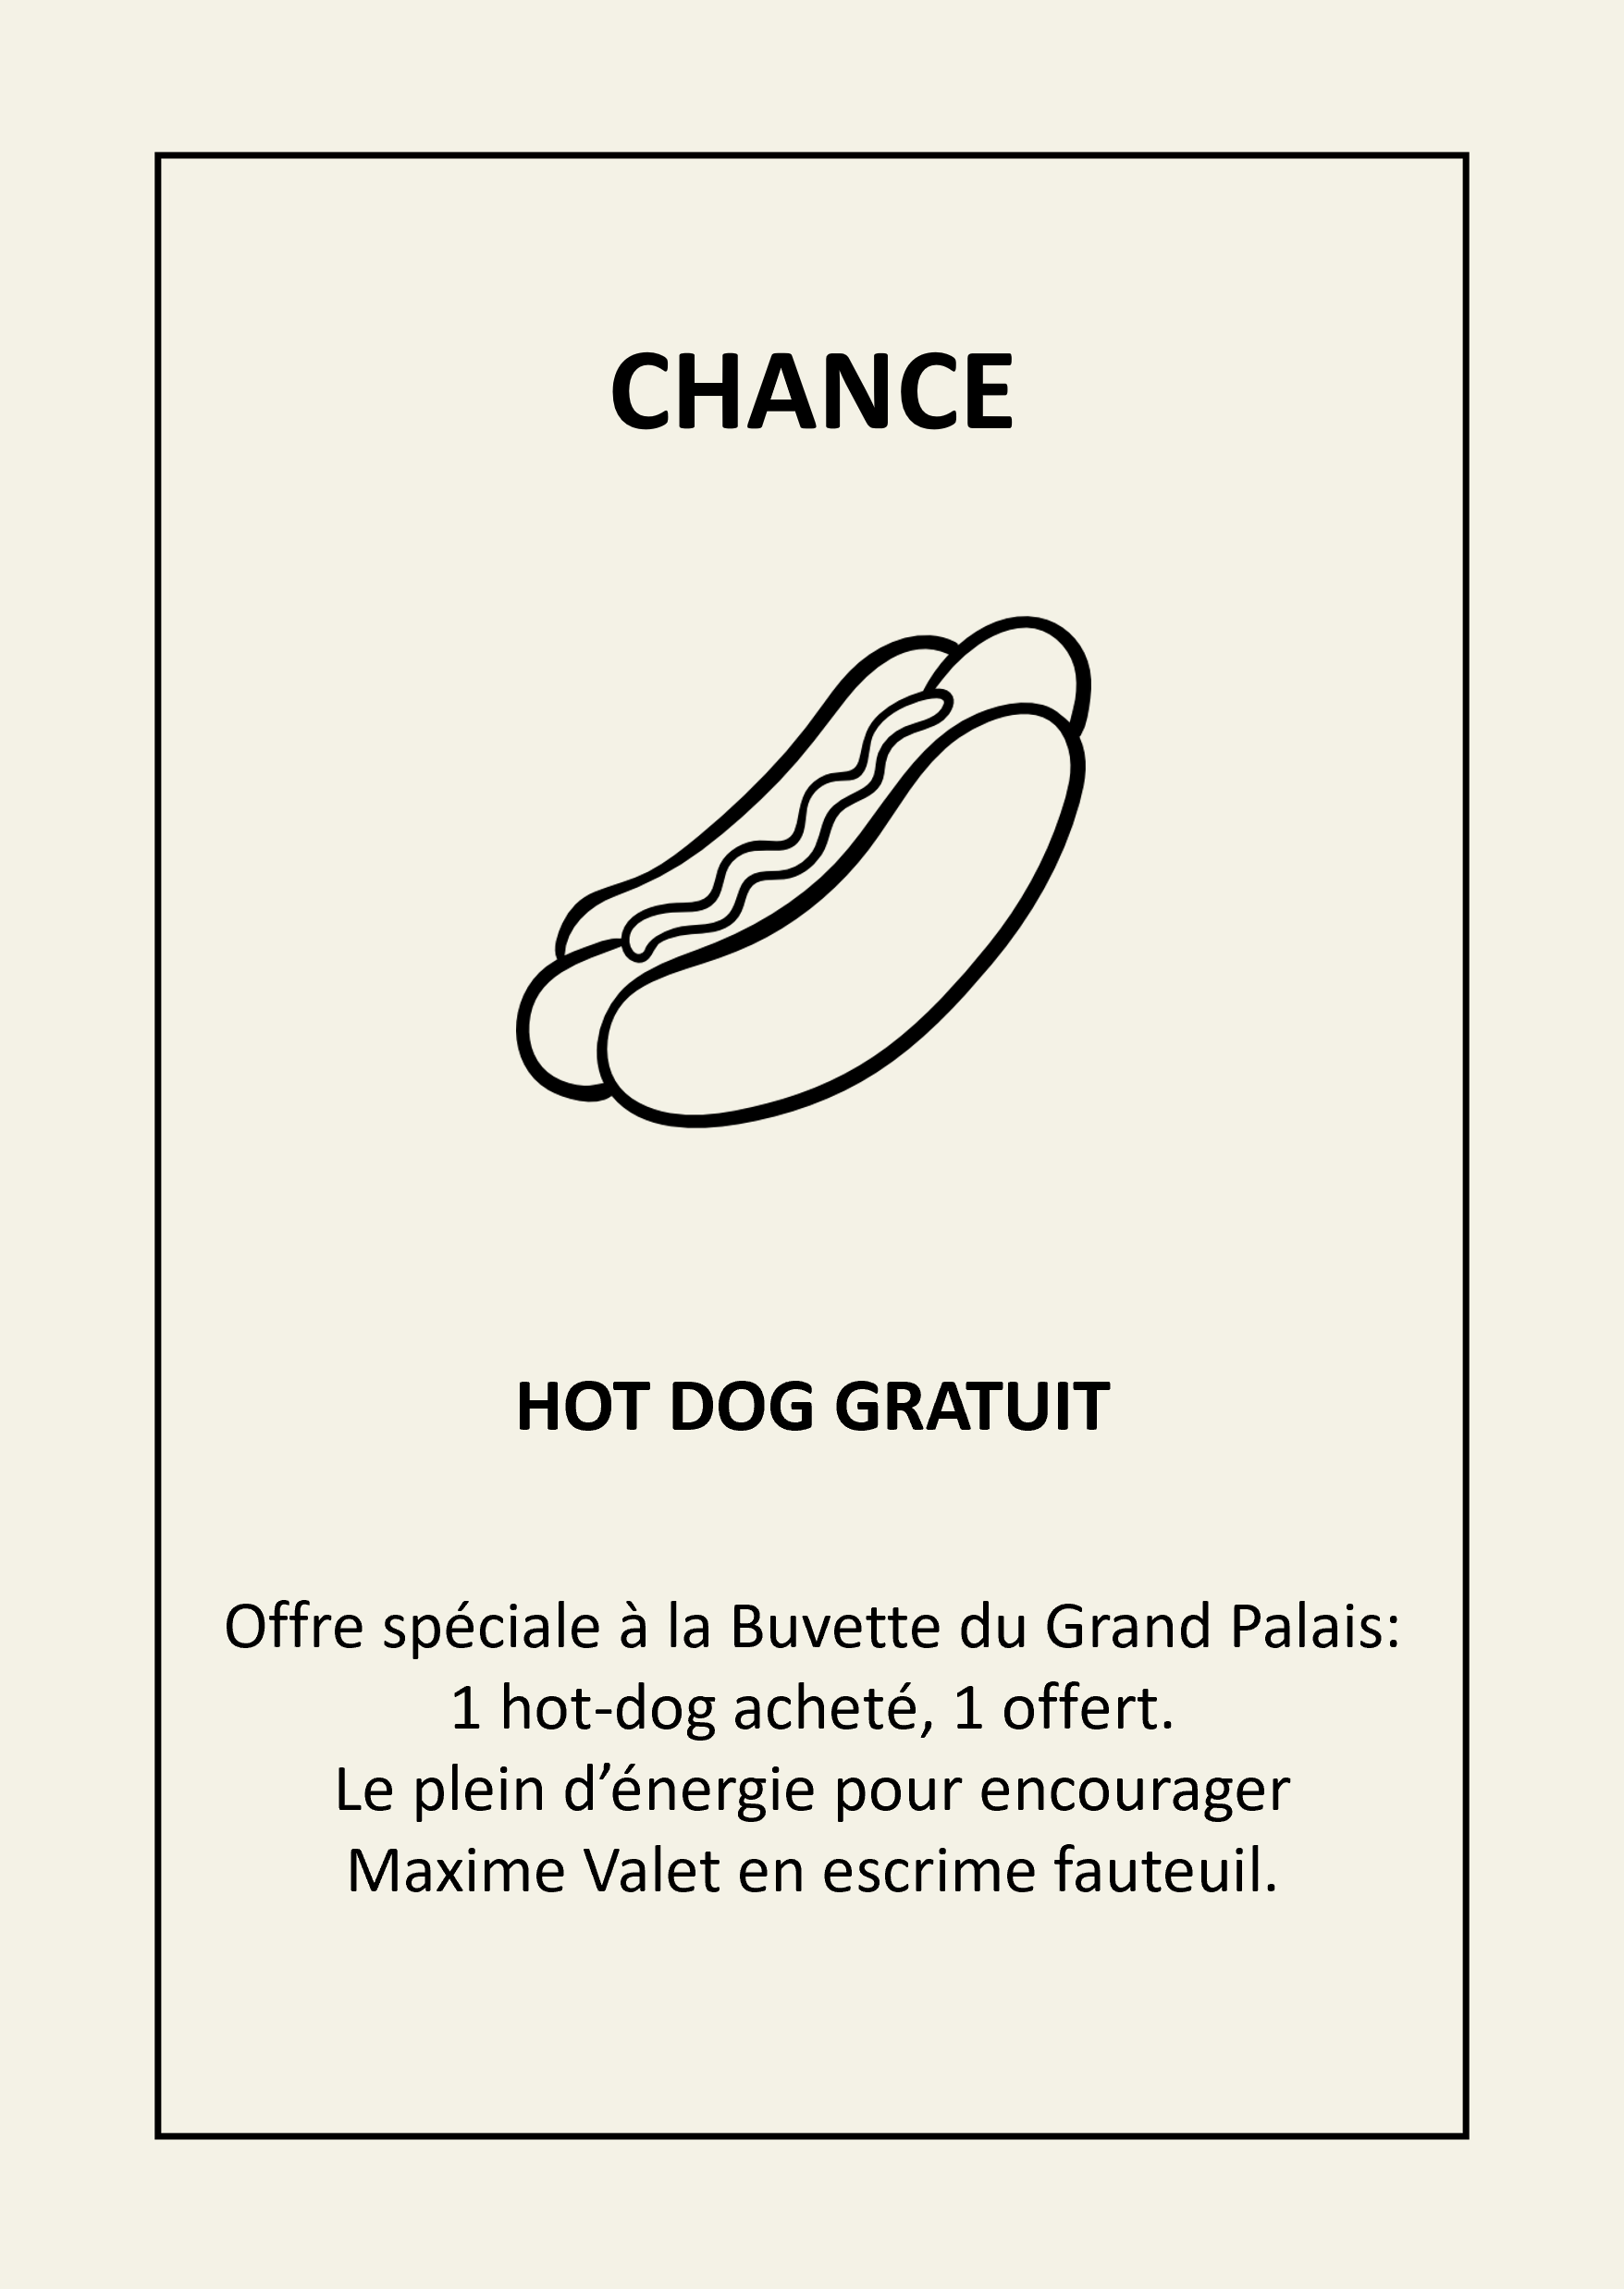 CHANCE
HOT DOG GRATUIT
Offre spéciale à la Buvette du Grand Palais:
1 hot-dog acheté, 1 offert.
Le plein d’énergie pour encourager
Maxime Valet en escrime fauteuil.